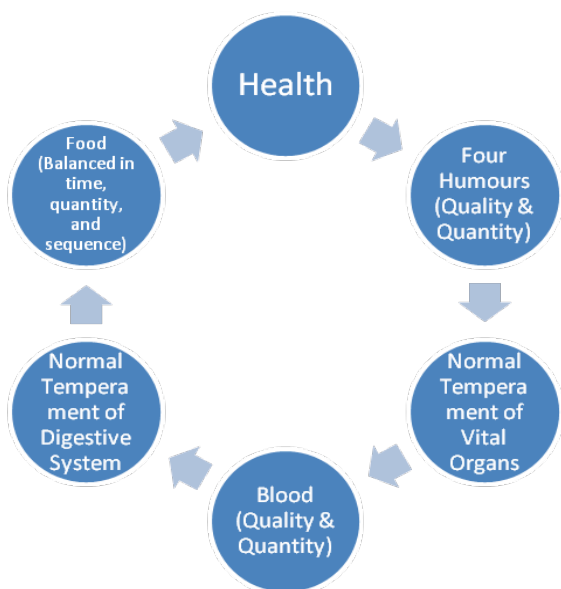 Health
Four
Humours
(Quality &
Quantity)
Normal
Tempera
ment of
Vital
Organs
Blood
(Quality &
Quantity)
Normal
Tempera
ment of
Digestive
System
Food
(Balanced in
time,
quantity,
and
sequence)